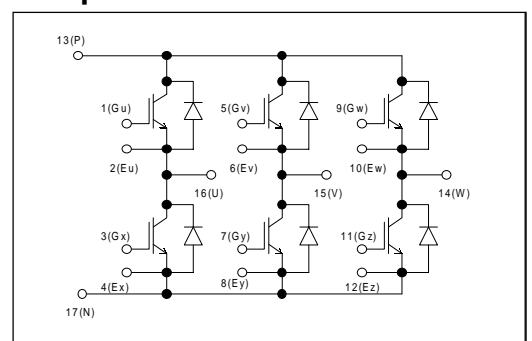 13(P)
1(Gu)
5(Gv)
9(Gw)
2(Eu)
6(Ev)
10(Ew)
16(U)
15(V)
14(W)
3(Gx)
7(Gy)
11(Gz)
4(Ex)
8(Ey)
12(Ez)
17(N)